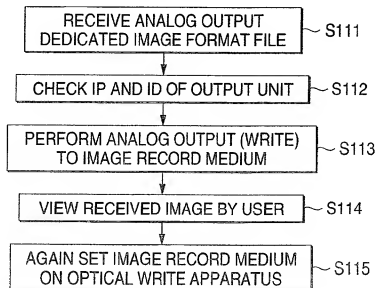 RECEIVE ANALOG OUTPUT
DEDICATED IMAGE FORMAT FILE
S111
CHECK IP AND ID OF OUTPUT UNIT
S112
PERFORM ANALOG OUTPUT (WRITE)
TO IMAGE RECORD MEDIUM
S113
VIEW RECEIVED IMAGE BY USER
S114
AGAIN SET IMAGE RECORD MEDIUM
ON OPTICAL WRITE APPARATUS
S115